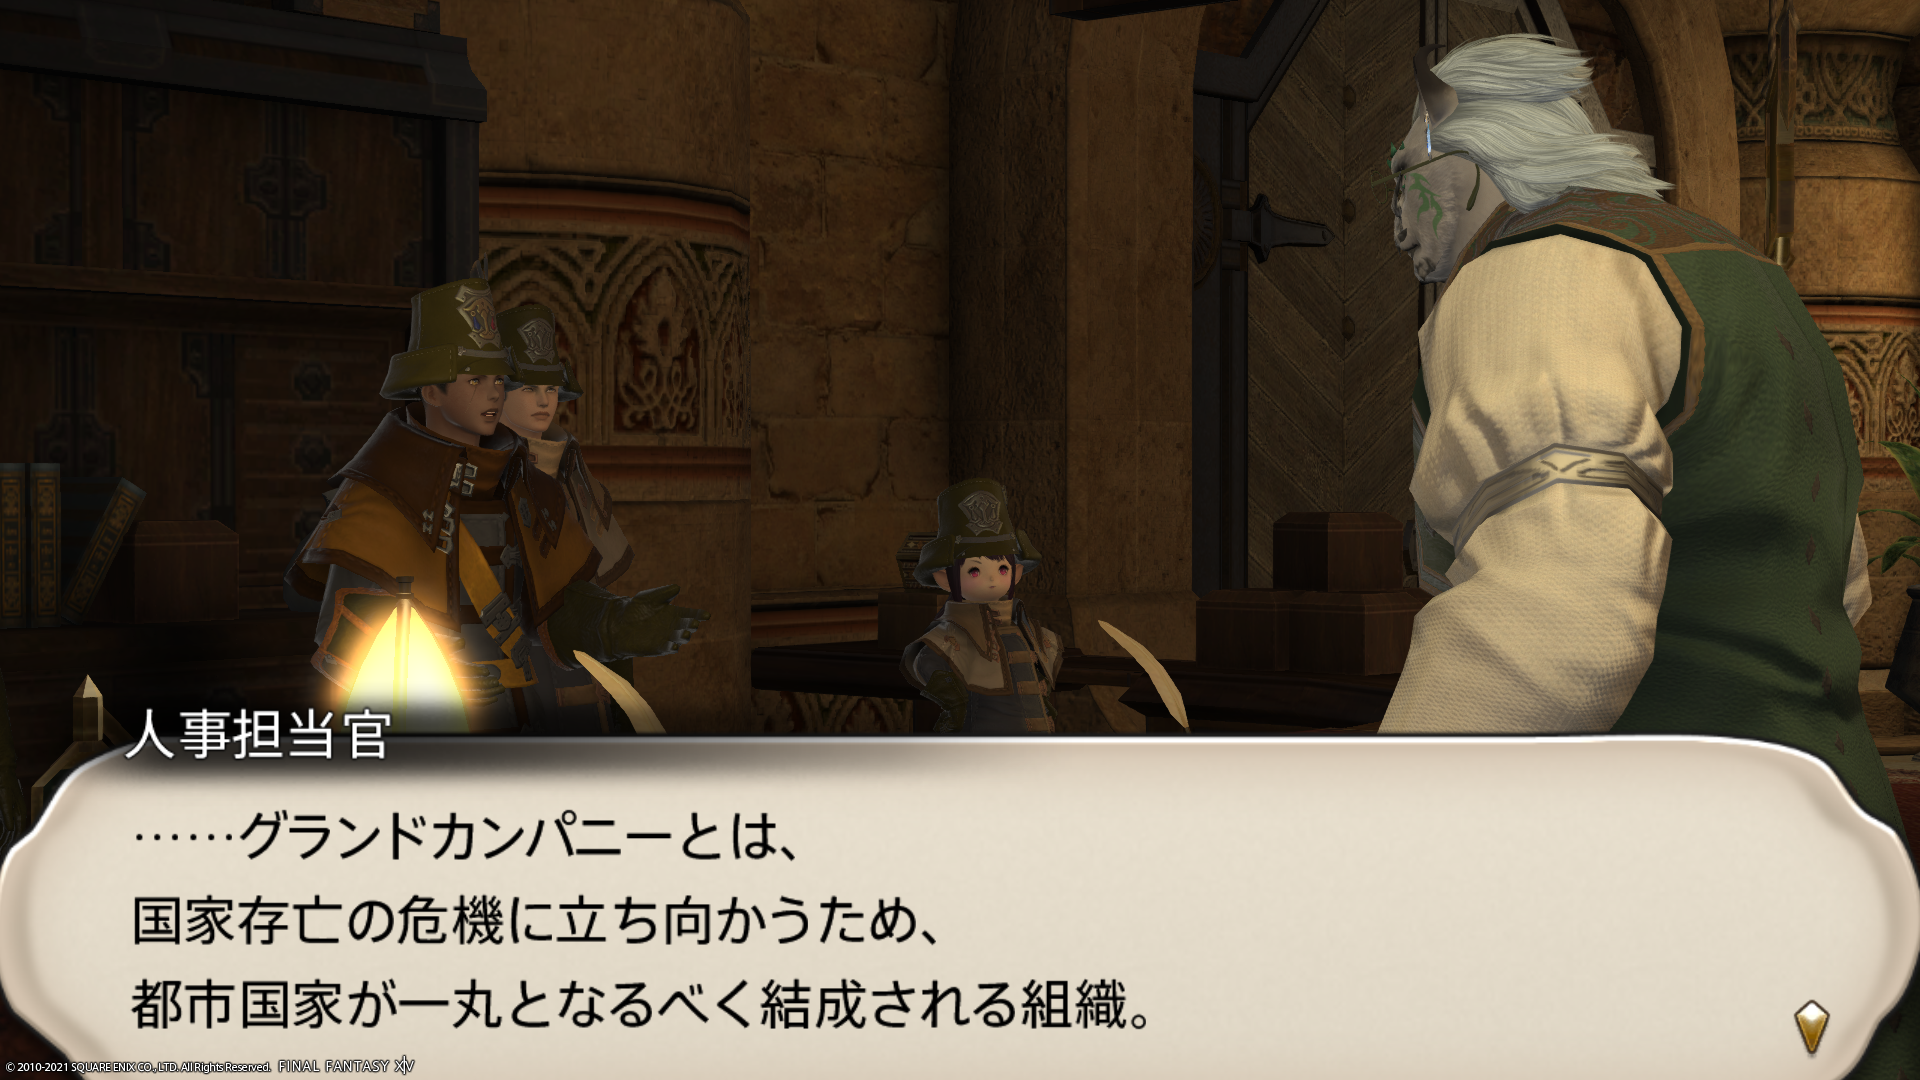 人事担当官
……グランドカンパニーとは、
国家存亡の危機に立ち向かうため、
都市国家が一丸となるべく結成される組織。
© 2010-2021 SQUARE ENIX CO., LTD. All Rights Reserved. FINAL FANTASY XIV